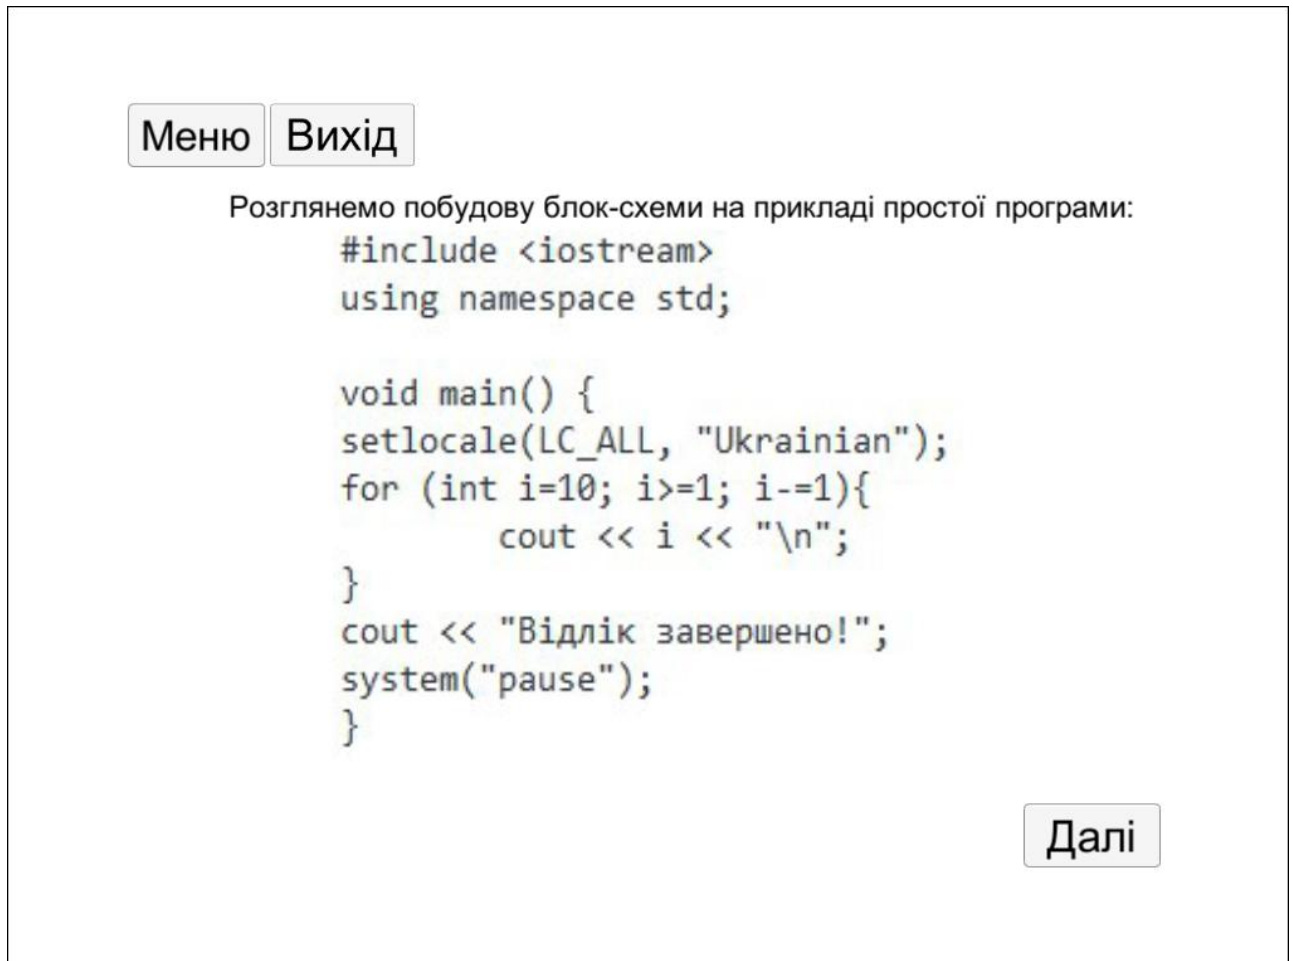 Меню Вихід
Розглянемо побудову блок-схеми на прикладі простої програми:
#include <iostream>
using namespace std;
void main() {
setlocale(LC_ALL, "Ukrainian");
for (int i=10; i>=1; i-=1){
cout << i << "\n";
}
cout << "Відлік завершено!";
system("pause");
}
Далі